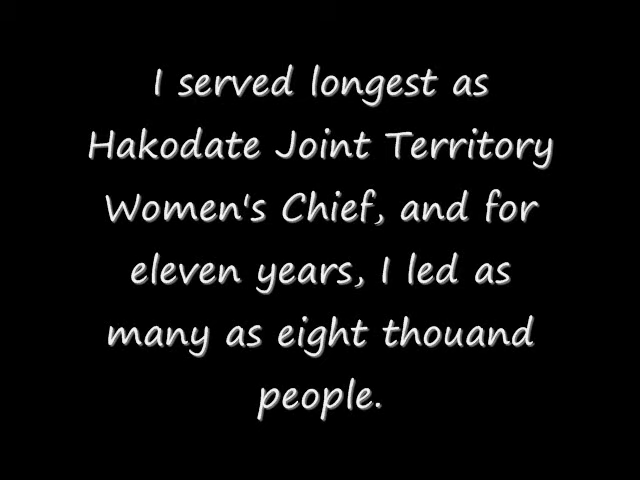 I served longest as
Hakodate Joint Territory
Women's Chief, and for
eleven years, I led as
many as eight thouand
people.